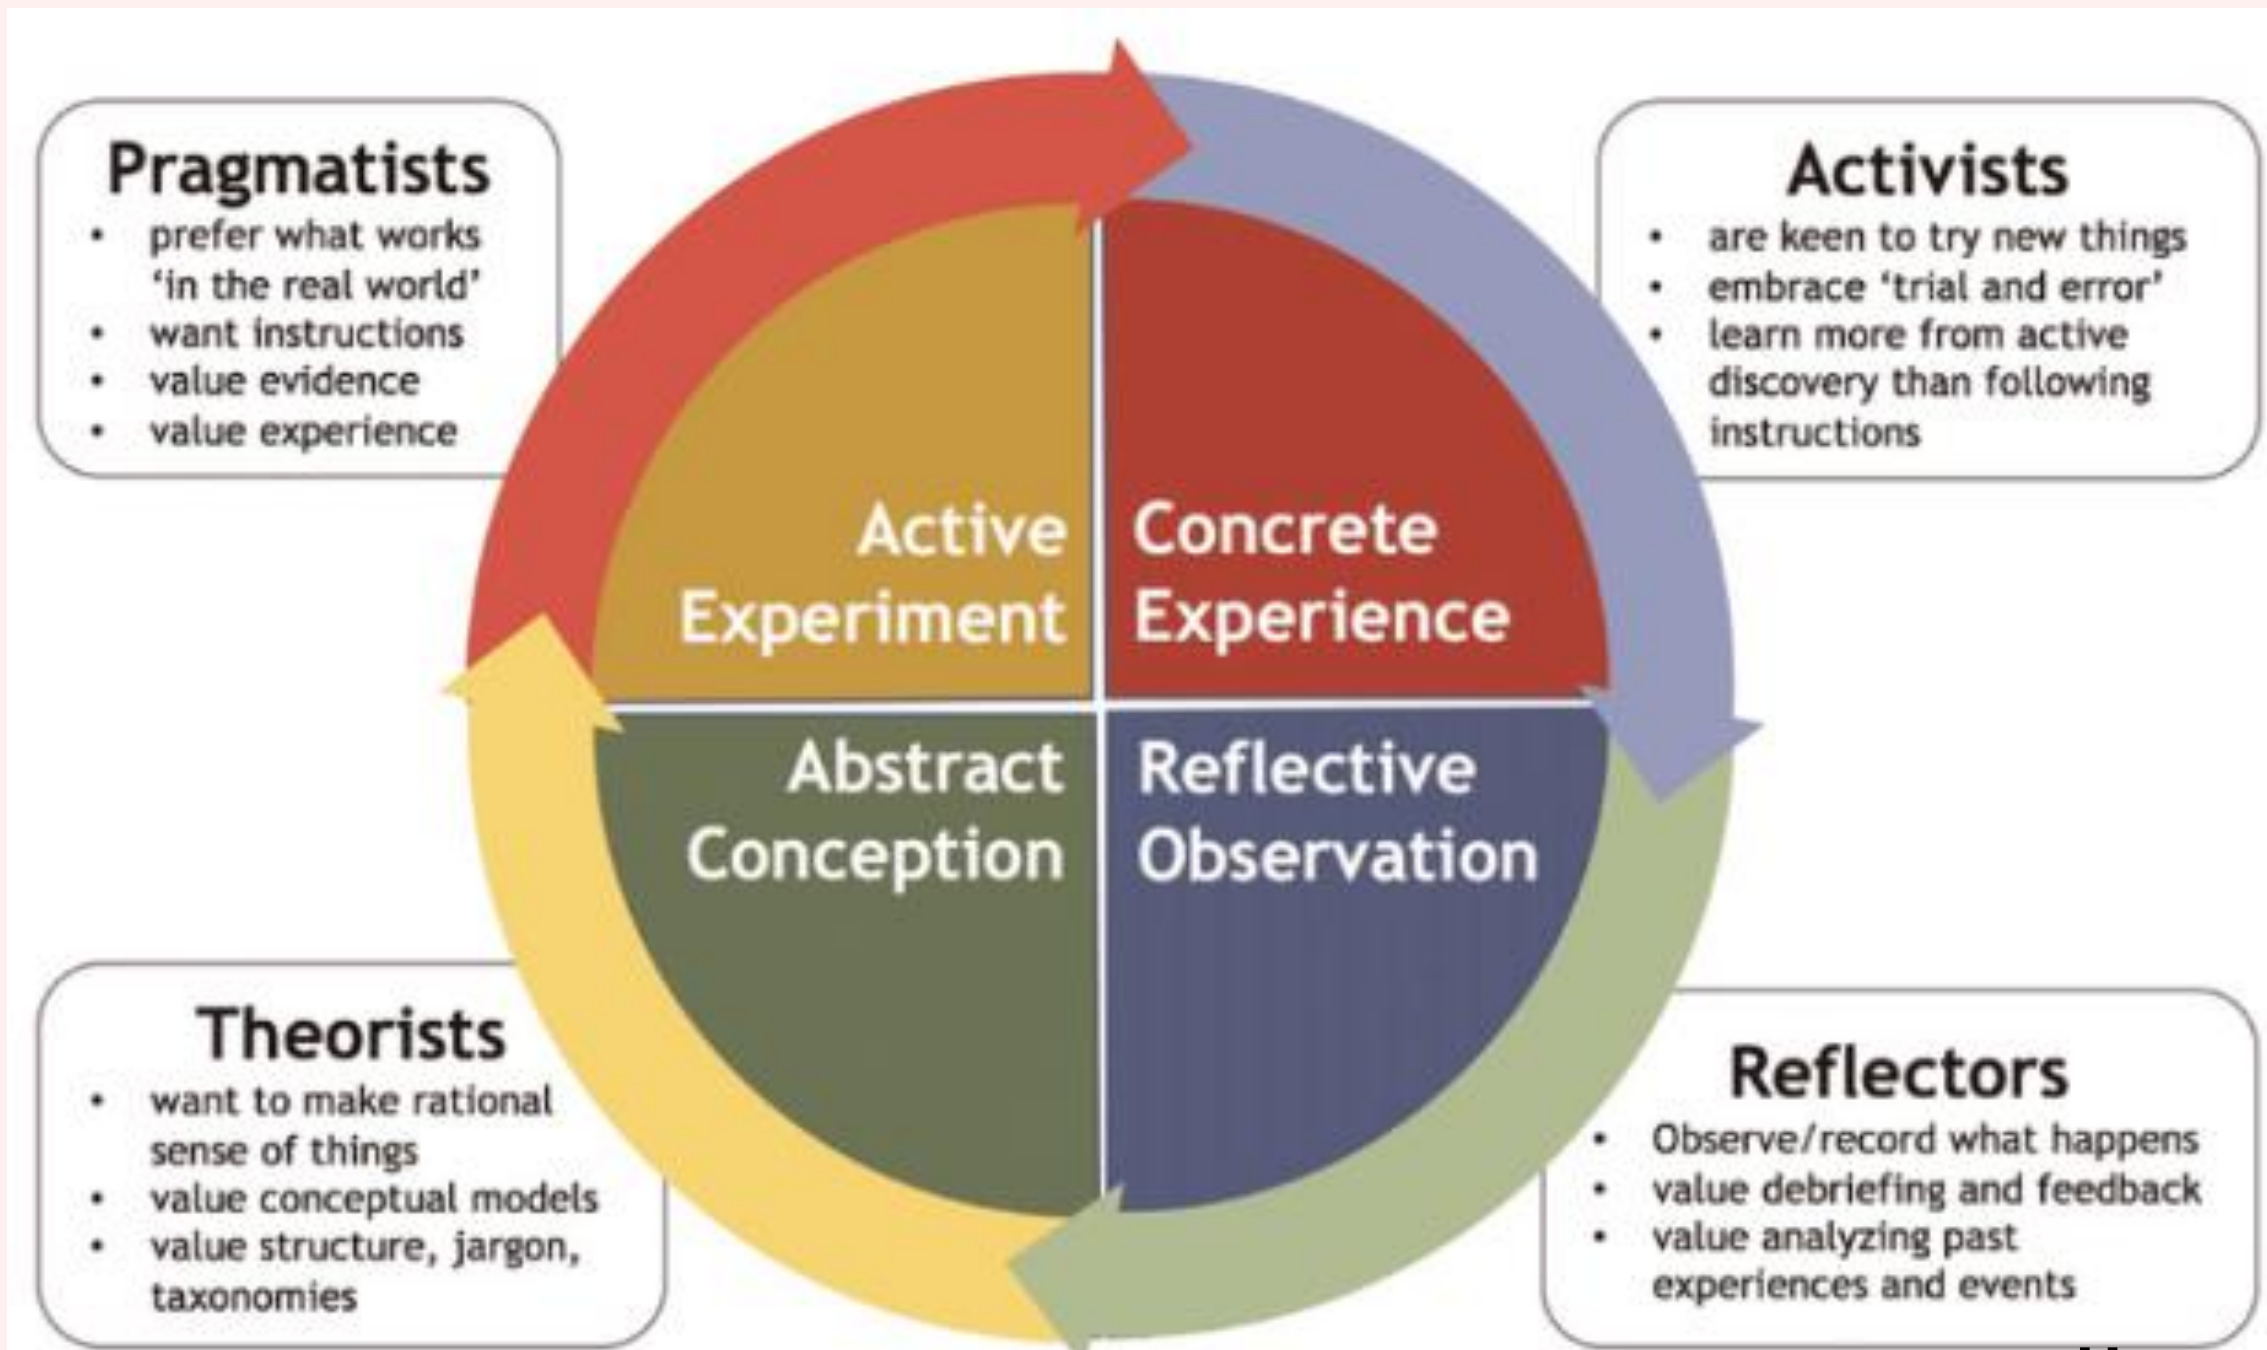 Pragmatists
• prefer what works
‘in the real world’
• want instructions
• value evidence
• value experience
Activists
• are keen to try new things
• embrace ‘trial and error’
• learn more from active
discovery than following
instructions
Active
Experiment
Concrete
Experience
Abstract
Conception
Reflective
Observation
Theorists
• want to make rational
sense of things
• value conceptual models
• value structure, jargon,
taxonomies
Reflectors
• Observe/record what happens
• value debriefing and feedback
• value analyzing past
experiences and events